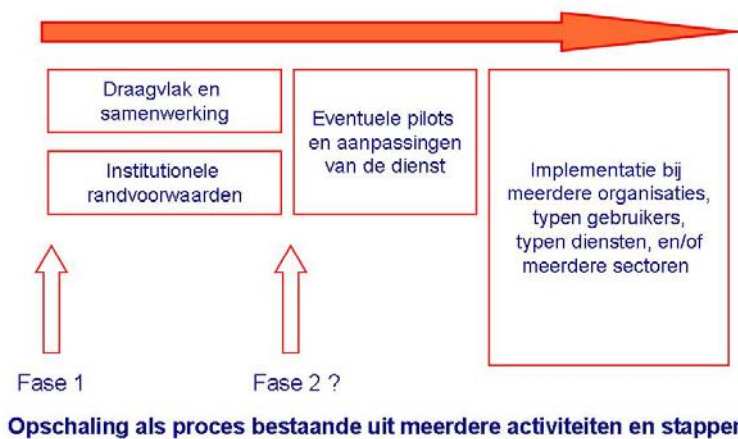 Draagvlak en
samenwerking
Institutionele
randvoorwaarden
Eventuele pilots
en aanpassingen
van de dienst
Implementatie bij
meerdere organisaties,
typen gebruikers,
typen diensten, en/of
meerdere sectoren
Fase 1
Fase 2 ?
Opschaling als proces bestaande uit meerdere activiteiten en stappen